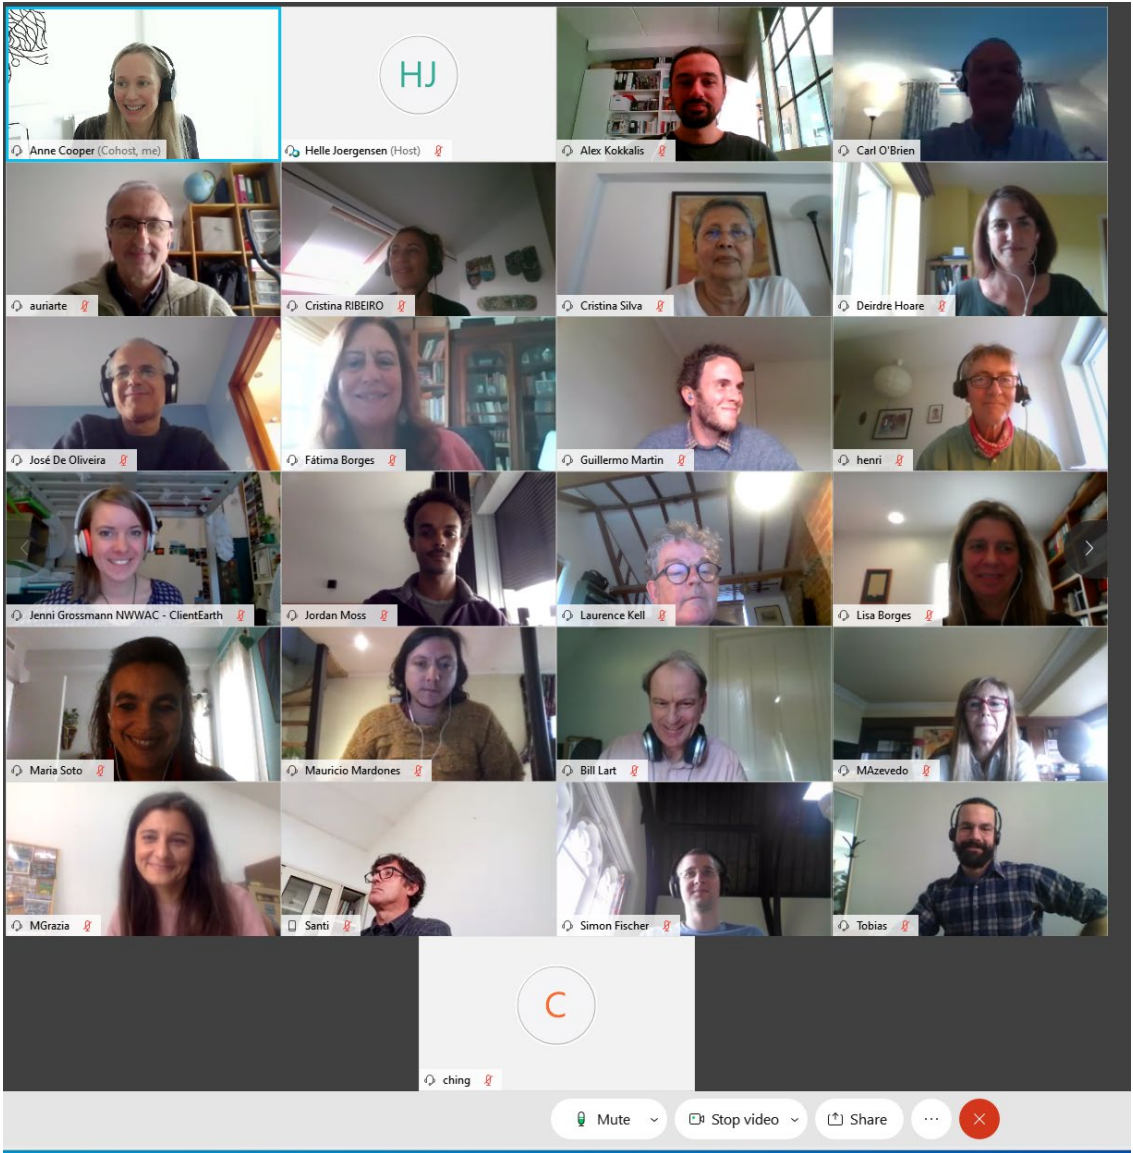 Anne Cooper (Cohost, me)
HJ
Helle Joergensen (Host)
Alex Kokkalis
Carl O'Brien
auriarte
Cristina RIBEIRO
Cristina Silva
Deirdre Hoare
José De Oliveira
Fátima Borges
Guillermo Martin
henri
Jenni Grossmann NWWAC - ClientEarth
Jordan Moss
Laurence Kell
Lisa Borges
Maria Soto
Mauricio Mardones
Bill Lart
MAzevedo
MGrazia
Santi
Simon Fischer
Tobias
C
ching
Mute
Stop video
Share